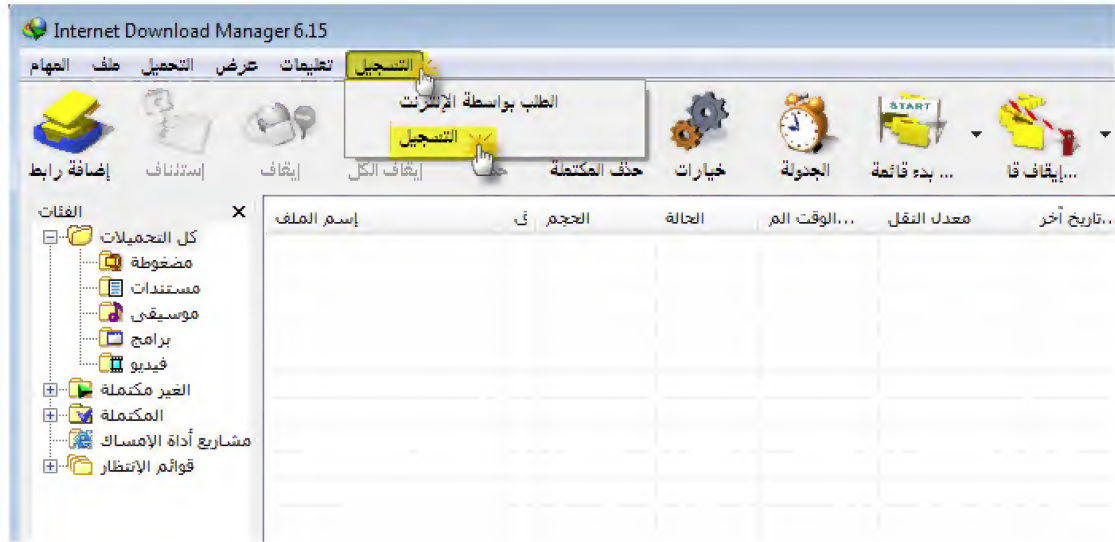 Internet Download Manager 6.15
المهام ملف التحميل عرض تعليمات التسجيل
الطلب بواسطة الإنترنت
التسجيل
إضافة رابط إستئناف إيقاف إيقاف الكل حذف المكتملة خيارات الجدولة بدء قائمة ... إيقاف قا...
START
الفئات
إسم الملف ق الحجم الحالة الوقت الم... معدل النقل تاريخ آخر...
كل التحميلات
مضغوطة
مستندات
موسيقى
برامج
فيديو
الغير مكتملة
المكتملة
مشاريع أداة الإمساك
قوائم الإنتظار